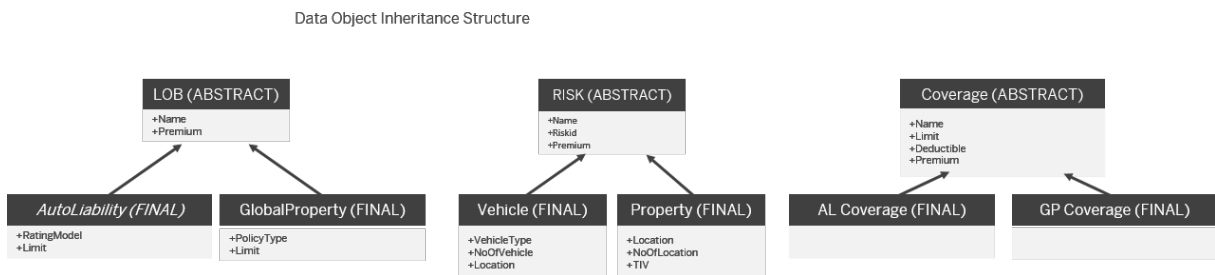 Data Object Inheritance Structure
LOB (ABSTRACT)
+Name
+Premium
AutoLiability (FINAL)
+RatingModel
+Limit
GlobalProperty (FINAL)
+PolicyType
+Limit
RISK (ABSTRACT)
+Name
+Riskid
+Premium
Vehicle (FINAL)
+VehicleType
+NoOfVehicle
+Location
Property (FINAL)
+Location
+NoOfLocation
+TIV
Coverage (ABSTRACT)
+Name
+Limit
+Deductible
+Premium
AL Coverage (FINAL)
GP Coverage (FINAL)